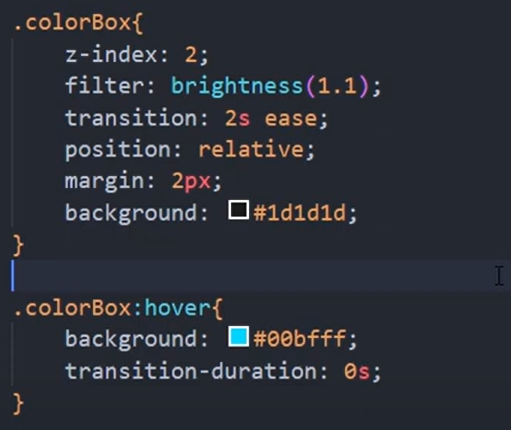 .colorBox{
    z-index: 2;
    filter: brightness(1.1);
    transition: 2s ease;
    position: relative;
    margin: 2px;
    background: #1d1d1d;
}
.colorBox:hover{
    background: #00bfff;
    transition-duration: 0s;
}